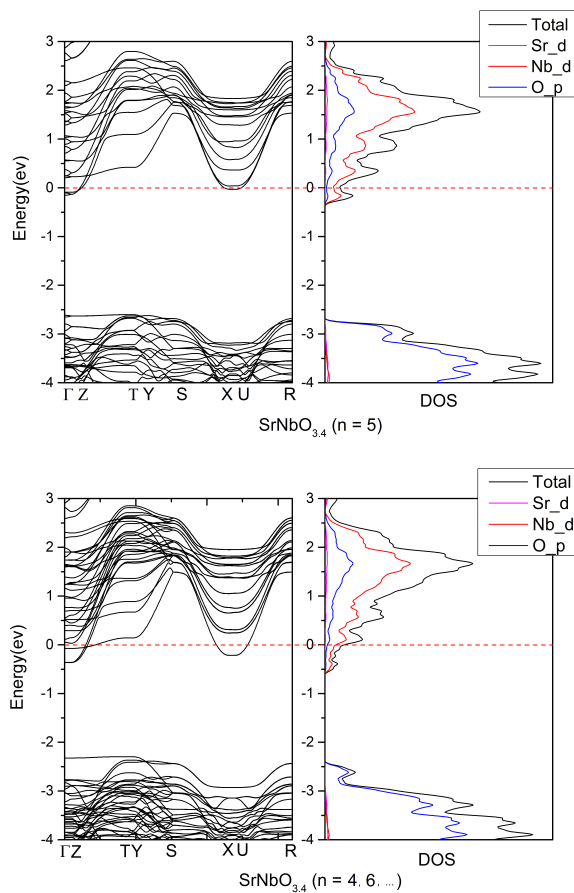 Total
Sr_d
Nb_d
O_p
3
2
1
0
-1
-2
-3
-4
Energy(ev)
Γ Z T Y S X U R
DOS
SrNbO3.4 (n = 5)
Total
Sr_d
Nb_d
O_p
3
2
1
0
-1
-2
-3
-4
Energy(ev)
Γ Z T Y S X U R
DOS
SrNbO3.4 (n = 4, 6, ...)